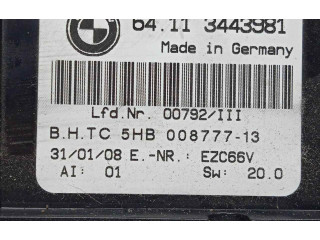 64.11 3443981
Made in Germany
Lfd.Nr. 00792/III
B.H.TC 5HB 008777-13
31/01/08 E.-NR: EZC66V
AI: 01 SW: 20.0